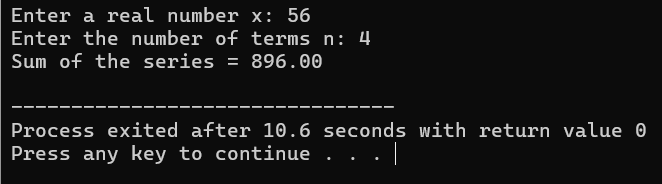 Enter a real number x: 56
Enter the number of terms n: 4
Sum of the series = 896.00
--------------------------------
Process exited after 10.6 seconds with return value 0
Press any key to continue . . .